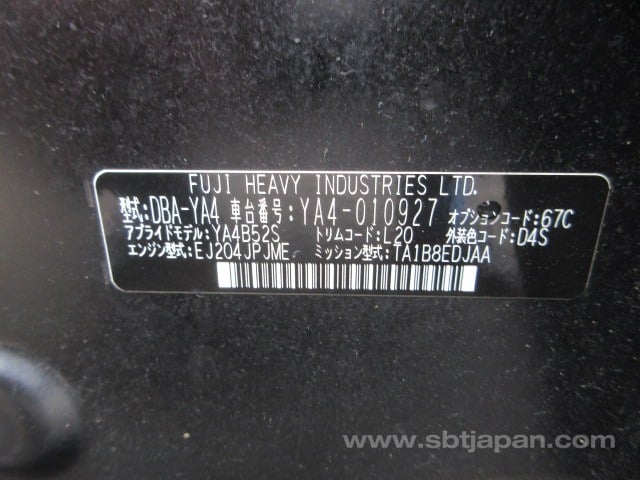 FUJI HEAVY INDUSTRIES LTD.
型式:DBA-YA4 車台番号:YA4-010927 オプションコード:67C
アプライドモデル:YA4B52S トリムコード:L20 外装色コード:D4S
エンジン型式:EJ204JPJME ミッション型式:TA1B8EDJAA
www.sbtjapan.com